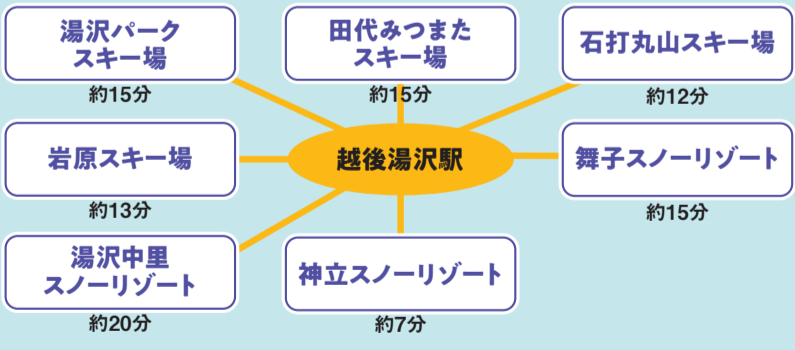 湯沢パーク
スキー場
約15分
田代みつまた
スキー場
約15分
石打丸山スキー場
約12分
岩原スキー場
約13分
越後湯沢駅
舞子スノーリゾート
約15分
湯沢中里
スノーリゾート
約20分
神立スノーリゾート
約7分